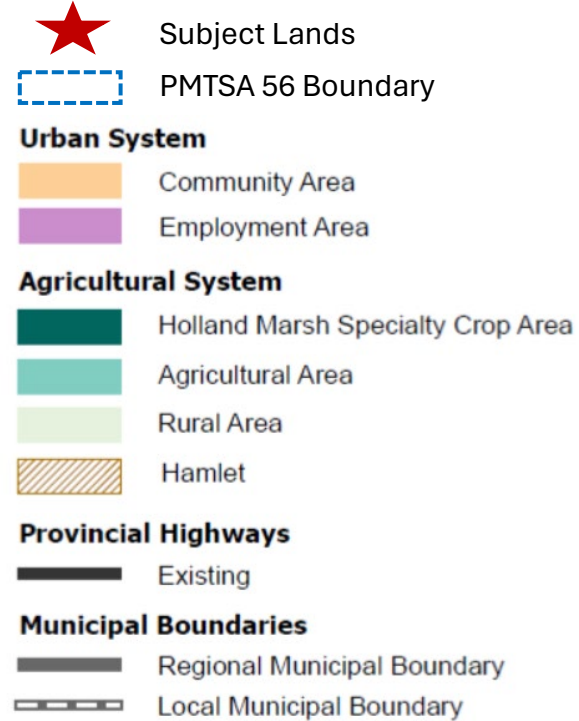 Subject Lands
PMTSA 56 Boundary
Urban System
Community Area
Employment Area
Agricultural System
Holland Marsh Specialty Crop Area
Agricultural Area
Rural Area
Hamlet
Provincial Highways
Existing
Municipal Boundaries
Regional Municipal Boundary
Local Municipal Boundary